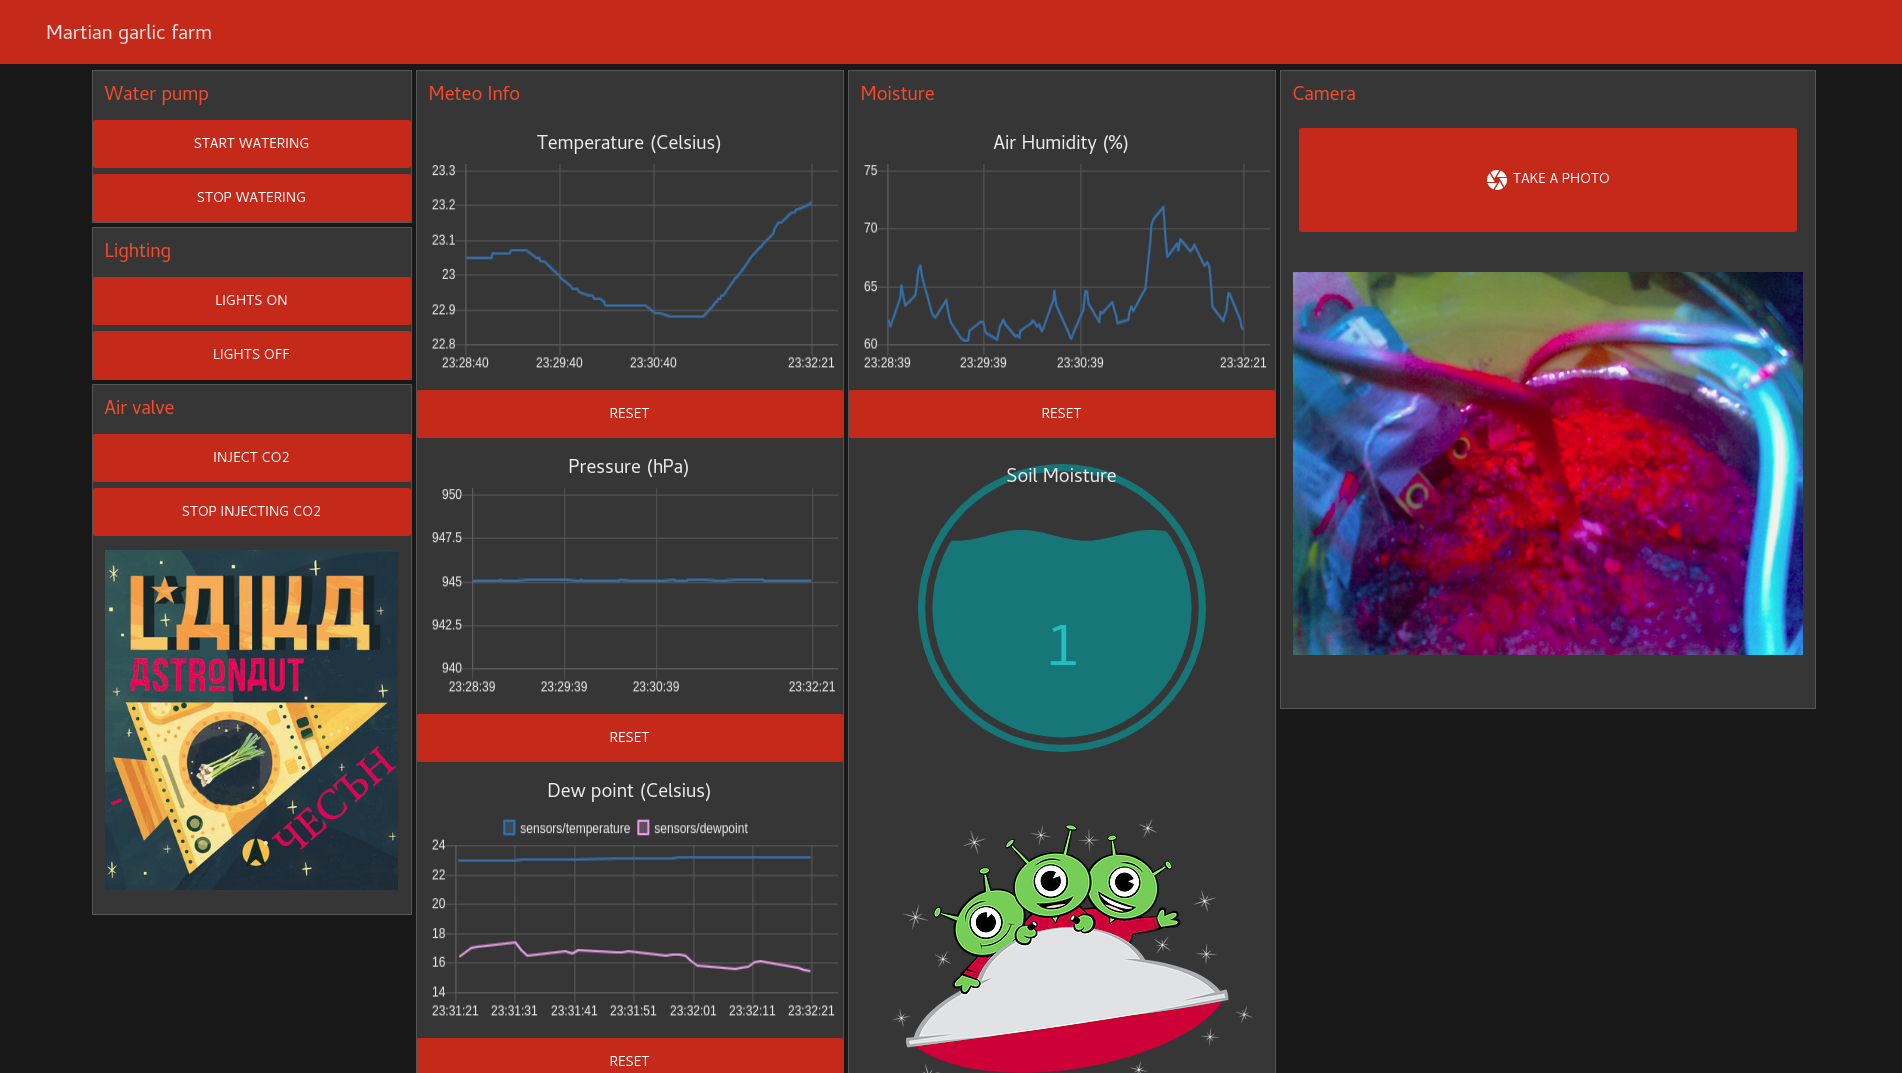 Martian garlic farm
Water pump
START WATERING
STOP WATERING
Lighting
LIGHTS ON
LIGHTS OFF
Air valve
INJECT CO2
STOP INJECTING CO2
LAIKA
ASTRONAUT
ЧЕСЪН
Meteo Info
Temperature (Celsius)
23.3
23.2
23.1
23
22.9
22.8
23:28:40 23:29:40 23:30:40 23:32:21
RESET
Pressure (hPa)
950
947.5
945
942.5
940
23:28:39 23:29:39 23:30:39 23:32:21
RESET
Dew point (Celsius)
sensors/temperature sensors/dewpoint
24
22
20
18
16
14
23:31:21 23:31:31 23:31:41 23:31:51 23:32:01 23:32:11 23:32:21
RESET
Moisture
Air Humidity (%)
75
70
65
60
23:28:39 23:29:39 23:30:39 23:32:21
RESET
Soil Moisture
1
Camera
TAKE A PHOTO